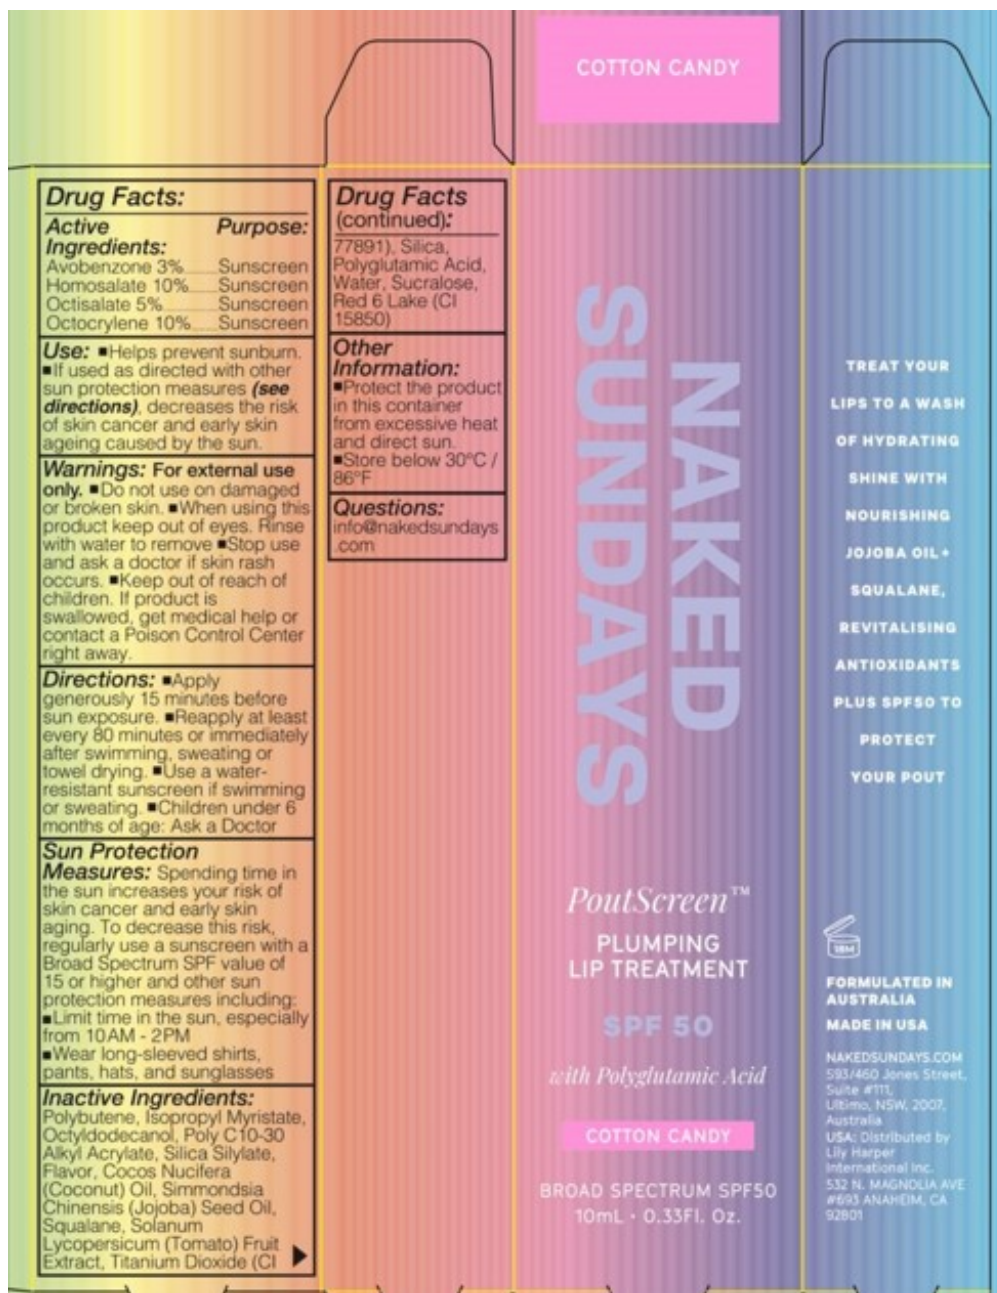 COTTON CANDY
Drug Facts:
Active Purpose:
Ingredients:
Avobenzone 3%......Sunscreen
Homosalate 10%.....Sunscreen
Octisalate 5%..........Sunscreen
Octocrylene 10%....Sunscreen
Use: ■Helps prevent sunburn.
■If used as directed with other
sun protection measures (see
directions), decreases the risk
of skin cancer and early skin
ageing caused by the sun.
Warnings: For external use
only. ■Do not use on damaged
or broken skin. ■When using this
product keep out of eyes. Rinse
with water to remove ■Stop use
and ask a doctor if skin rash
occurs. ■Keep out of reach of
children. If product is
swallowed, get medical help or
contact a Poison Control Center
right away.
Directions: ■Apply
generously 15 minutes before
sun exposure. ■Reapply at least
every 80 minutes or immediately
after swimming, sweating or
towel drying. ■Use a water-
resistant sunscreen if swimming
or sweating. ■Children under 6
months of age: Ask a Doctor
Sun Protection
Measures: Spending time in
the sun increases your risk of
skin cancer and early skin
aging. To decrease this risk,
regularly use a sunscreen with a
Broad Spectrum SPF value of
15 or higher and other sun
protection measures including:
■Limit time in the sun, especially
from 10AM - 2PM
■Wear long-sleeved shirts,
pants, hats, and sunglasses
Inactive Ingredients:
Polybutene, Isopropyl Myristate,
Octyldodecanol, Poly C10-30
Alkyl Acrylate, Silica Silylate,
Flavor, Cocos Nucifera
(Coconut) Oil, Simmondsia
Chinensis (Jojoba) Seed Oil,
Squalane, Solanum
Lycopersicum (Tomato) Fruit
Extract, Titanium Dioxide (CI
Drug Facts
(continued):
77891), Silica,
Polyglutamic Acid,
Water, Sucralose,
Red 6 Lake (CI
15850)
Other
Information:
■Protect the product
in this container
from excessive heat
and direct sun.
■Store below 30°C /
86°F
Questions:
info@nakedsundays
.com
NAKED
SUNDAYS
PoutScreen™
PLUMPING
LIP TREATMENT
SPF 50
with Polyglutamic Acid
COTTON CANDY
BROAD SPECTRUM SPF50
10mL • 0.33Fl. Oz.
TREAT YOUR
LIPS TO A WASH
OF HYDRATING
SHINE WITH
NOURISHING
JOJOBA OIL+
SQUALANE,
REVITALISING
ANTIOXIDANTS
PLUS SPF50 TO
PROTECT
YOUR POUT
18M
FORMULATED IN
AUSTRALIA
MADE IN USA
NAKEDSUNDAYS.COM
593/460 Jones Street,
Suite #111,
Ultimo, NSW, 2007,
Australia
USA: Distributed by
Lily Harper
International Inc.
532 N. MAGNOLIA AVE
#693 ANAHEIM, CA
92801